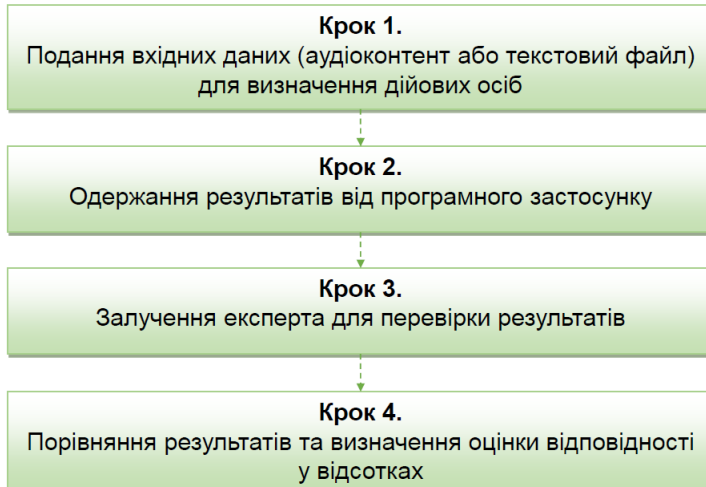 Крок 1.
Подання вхідних даних (аудіоконтент або текстовий файл)
для визначення дійових осіб
Крок 2.
Одержання результатів від програмного застосунку
Крок 3.
Залучення експерта для перевірки результатів
Крок 4.
Порівняння результатів та визначення оцінки відповідності
у відсотках